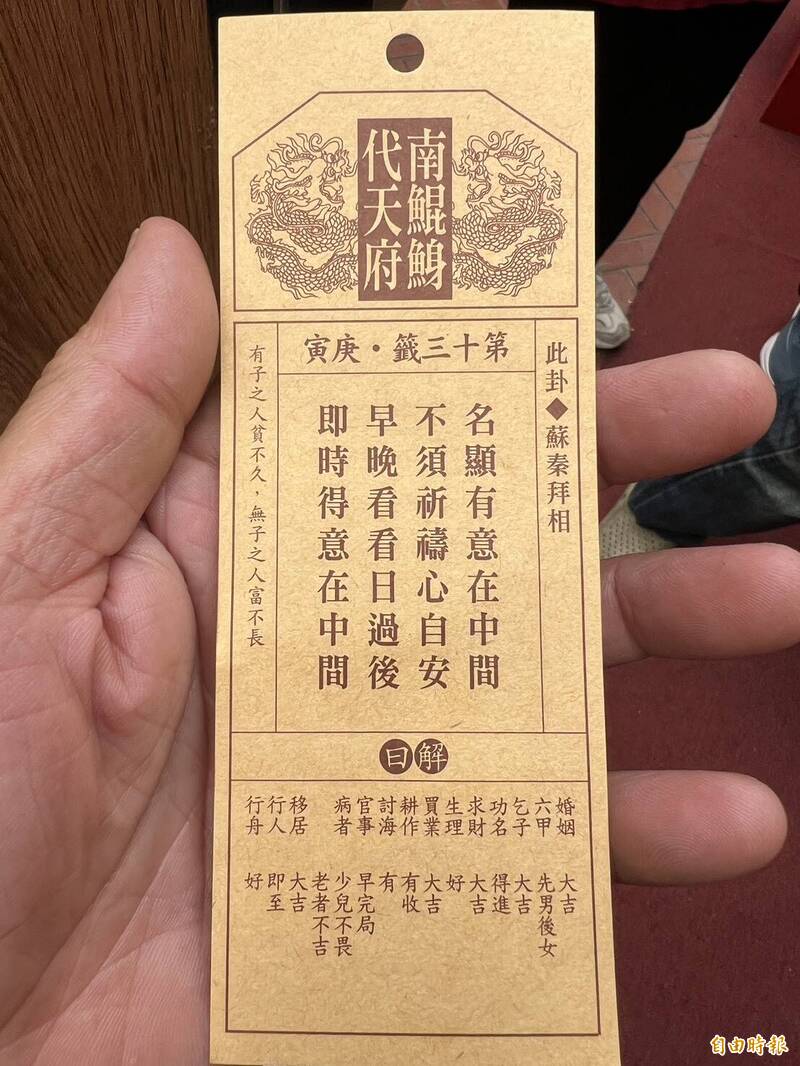 南鯤鯓
代天府
此卦◆蘇秦拜相
第十三籤・庚寅
名顯有意在中間
不須祈禱心自安
早晚看看日過後
即時得意在中間
有子之人貧不久，無子之人富不長
解曰
婚姻 大吉
六甲 先男後女
乞子 大吉
功名 得進
求財 大吉
生理 好
買業 大吉
耕作 有收
討海 有
官事 早完局
病者 少兒不畏
老者不吉
移居 大吉
行人 即至
行舟 好
自由時報